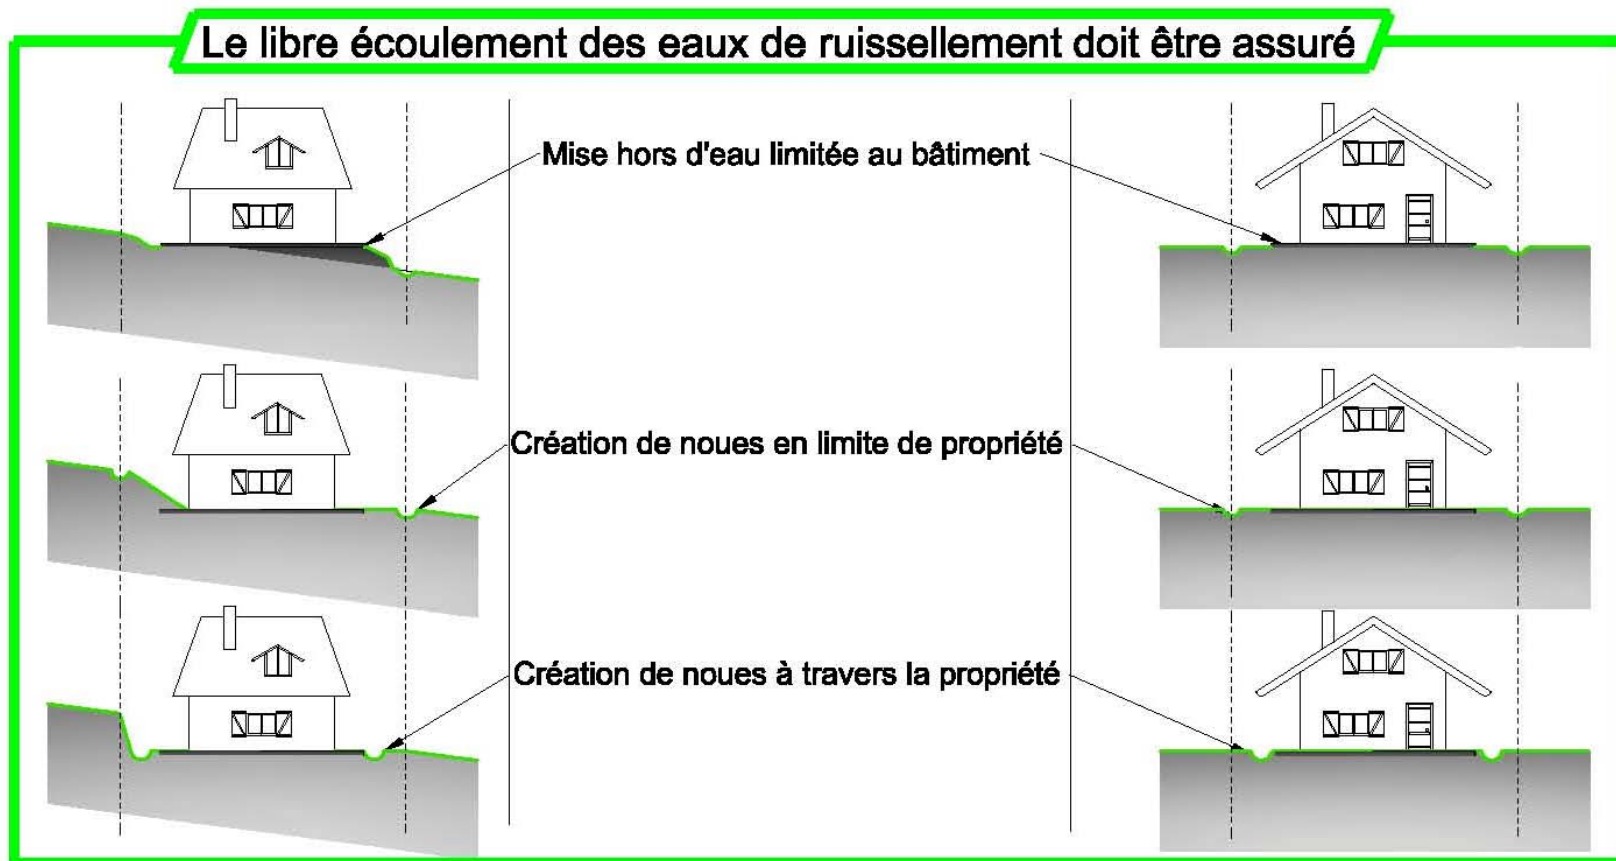 Le libre écoulement des eaux de ruissellement doit être assuré
Mise hors d'eau limitée au bâtiment
Création de noues en limite de propriété
Création de noues à travers la propriété